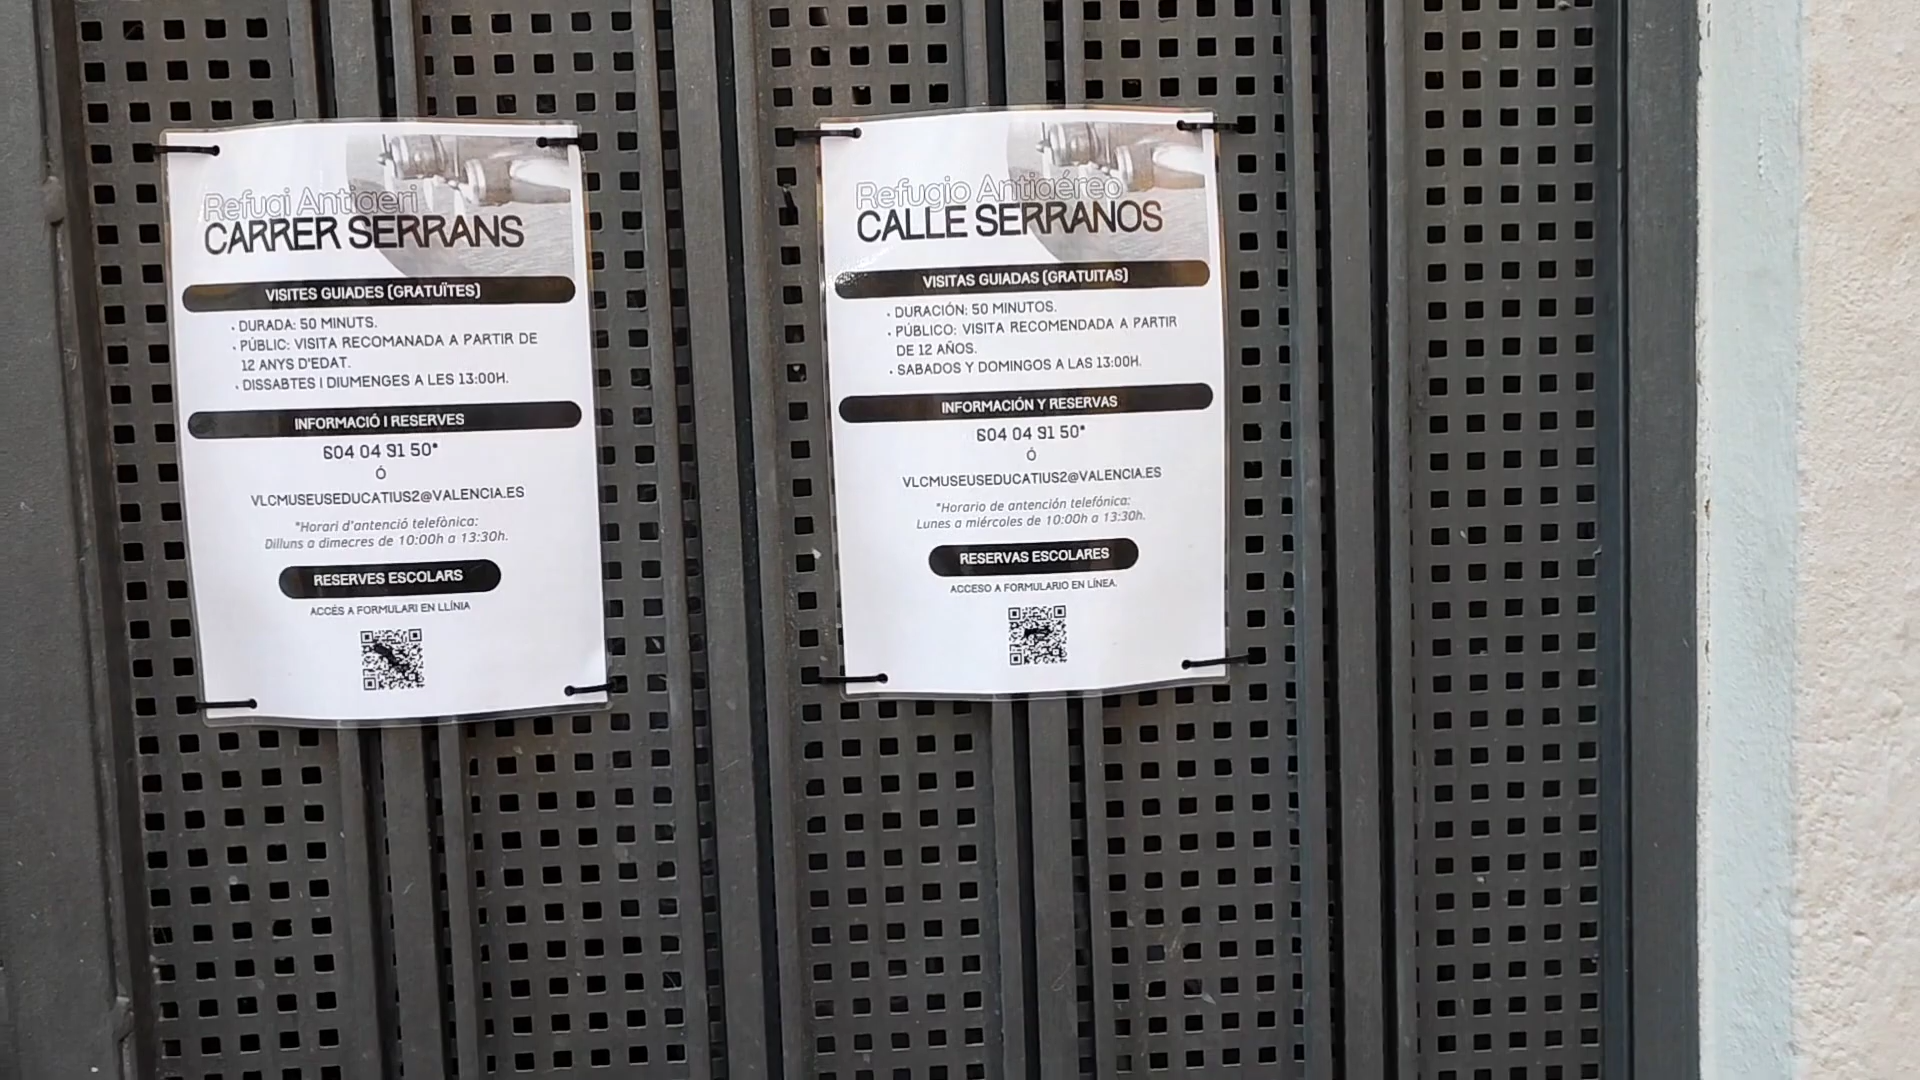 Refugi Antiaeri
CARRER SERRANS
VISITES GUIADES (GRATUÏTES)
• DURADA: 50 MINUTS.
• PÚBLIC: VISITA RECOMANADA A PARTIR DE
12 ANYS D'EDAT.
• DISSABTES I DIUMENGES A LES 13:00H.
INFORMACIÓ I RESERVES
604 04 91 50*
Ó
VLCMUSEUSEDUCATIUS2@VALENCIA.ES
*Horari d'antenció telefònica:
Dilluns a dimecres de 10:00h a 13:30h.
RESERVES ESCOLARS
ACCÉS A FORMULARI EN LLÍNIA
Refugio Antiaéreo
CALLE SERRANOS
VISITAS GUIADAS (GRATUITAS)
• DURACIÓN: 50 MINUTOS.
• PÚBLICO: VISITA RECOMENDADA A PARTIR
DE 12 AÑOS.
• SABADOS Y DOMINGOS A LAS 13:00H.
INFORMACIÓN Y RESERVAS
604 04 91 50*
Ó
VLCMUSEUSEDUCATIUS2@VALENCIA.ES
*Horario de antención telefónica:
Lunes a miércoles de 10:00h a 13:30h.
RESERVAS ESCOLARES
ACCESO A FORMULARIO EN LÍNEA.